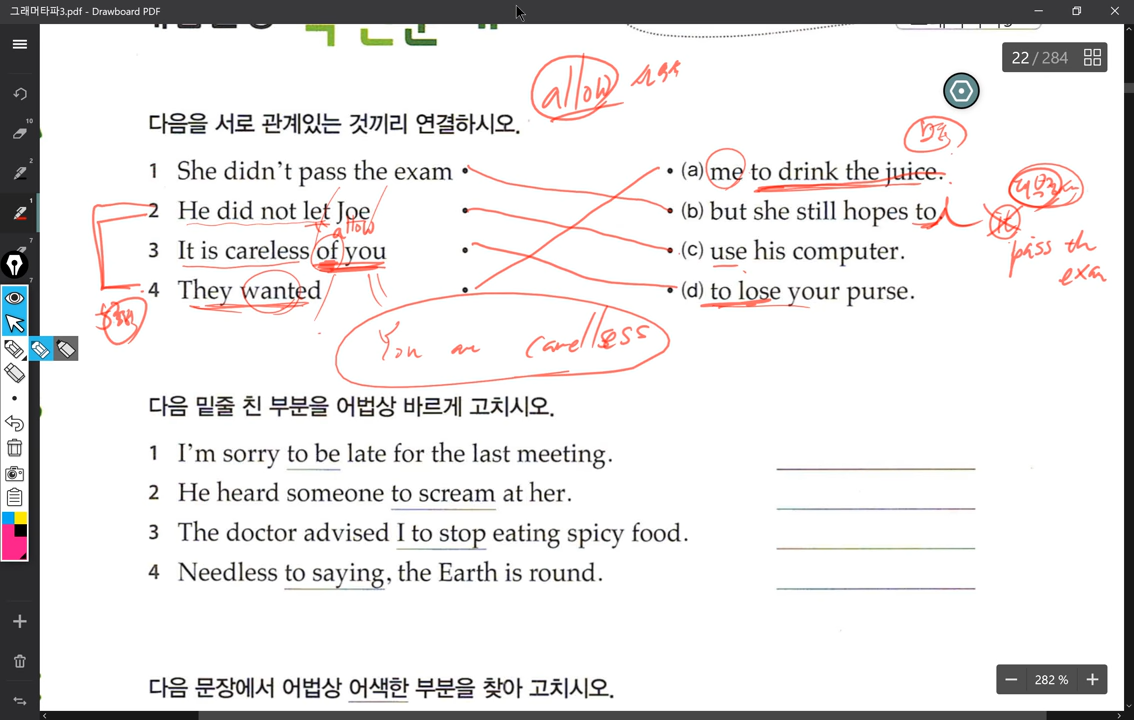 그래머타파3.pdf - Drawboard PDF
22 / 284
allow
다음을 서로 관계있는 것끼리 연결하시오.
1 She didn't pass the exam
(a) me to drink the juice.
2 He did not let Joe
(b) but she still hopes to
allow
pass th
exam
3 It is careless of you
(c) use his computer.
4 They wanted
(d) to lose your purse.
You are careless
다음 밑줄 친 부분을 어법상 바르게 고치시오.
1 I'm sorry to be late for the last meeting.
2 He heard someone to scream at her.
3 The doctor advised I to stop eating spicy food.
4 Needless to saying, the Earth is round.
282 %
다음 문장에서 어법상 어색한 부분을 찾아 고치시오.